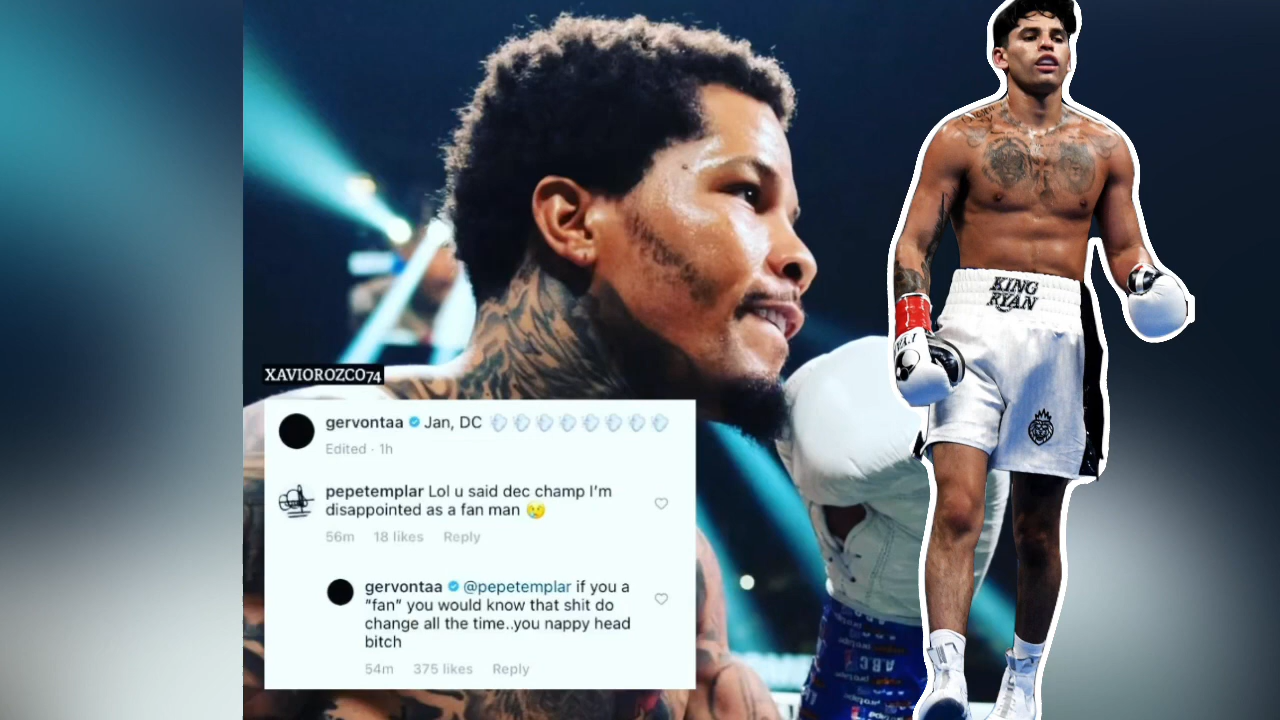 KING
RYAN
XAVIOROZCO74
gervontaa Jan, DC 🥊🥊🥊🥊🥊🥊🥊🥊
Edited · 1h
pepetemplar Lol u said dec champ I'm
disappointed as a fan man 😢
56m 18 likes Reply
gervontaa @pepetemplar if you a
"fan" you would know that shit do
change all the time..you nappy head
bitch
54m 375 likes Reply